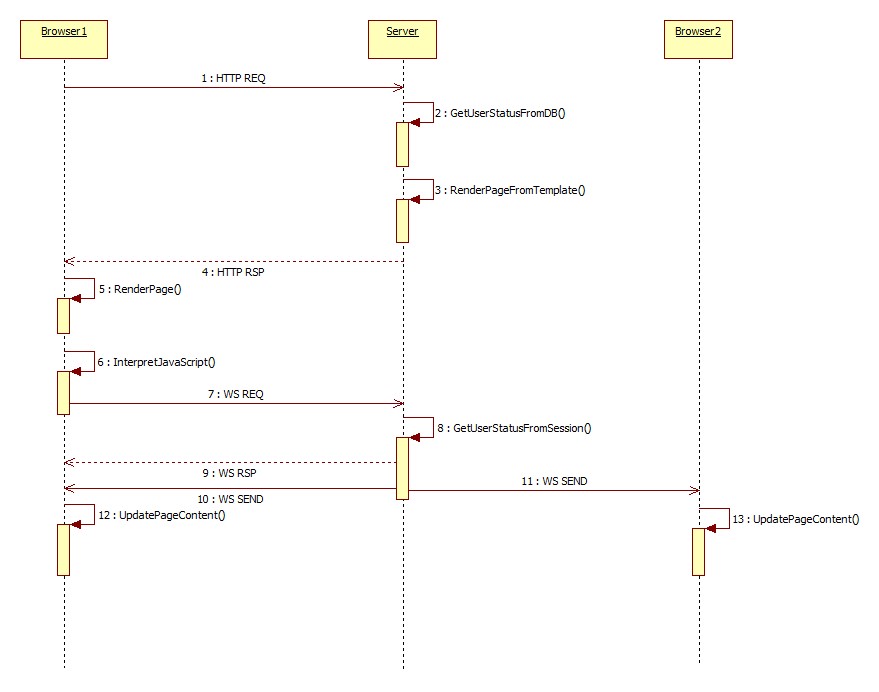 Browser1
Server
Browser2
1 : HTTP REQ
2 : GetUserStatusFromDB()
3 : RenderPageFromTemplate()
4 : HTTP RSP
5 : RenderPage()
6 : InterpretJavaScript()
7 : WS REQ
8 : GetUserStatusFromSession()
9 : WS RSP
11 : WS SEND
10 : WS SEND
12 : UpdatePageContent()
13 : UpdatePageContent()